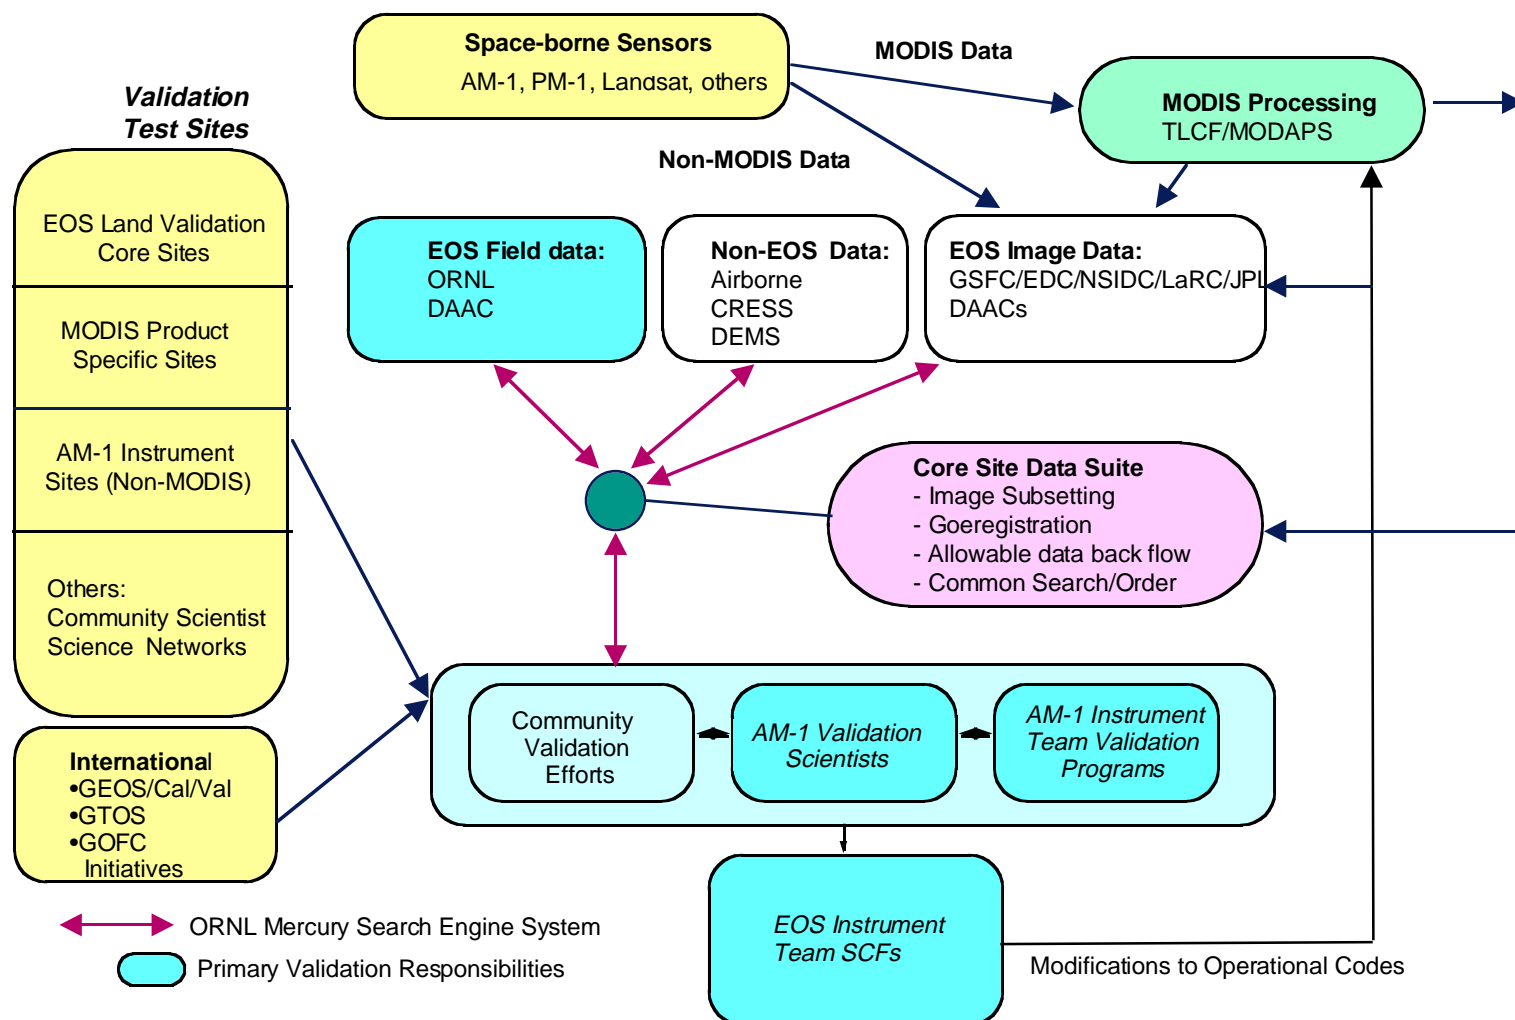 Space-borne Sensors
AM-1, PM-1, Landsat, others
MODIS Data
MODIS Processing
TLCF/MODAPS
Non-MODIS Data
Validation
Test Sites
EOS Land Validation
Core Sites
MODIS Product
Specific Sites
AM-1 Instrument
Sites (Non-MODIS)
Others:
Community Scientist
Science Networks
International
•GEOS/Cal/Val
•GTOS
•GOFC
Initiatives
EOS Field data:
ORNL
DAAC
Non-EOS Data:
Airborne
CRESS
DEMS
EOS Image Data:
GSFC/EDC/NSIDC/LaRC/JPL
DAACs
Core Site Data Suite
- Image Subsetting
- Goeregistration
- Allowable data back flow
- Common Search/Order
Community
Validation
Efforts
AM-1 Validation
Scientists
AM-1 Instrument
Team Validation
Programs
EOS Instrument
Team SCFs
Modifications to Operational Codes
ORNL Mercury Search Engine System
Primary Validation Responsibilities